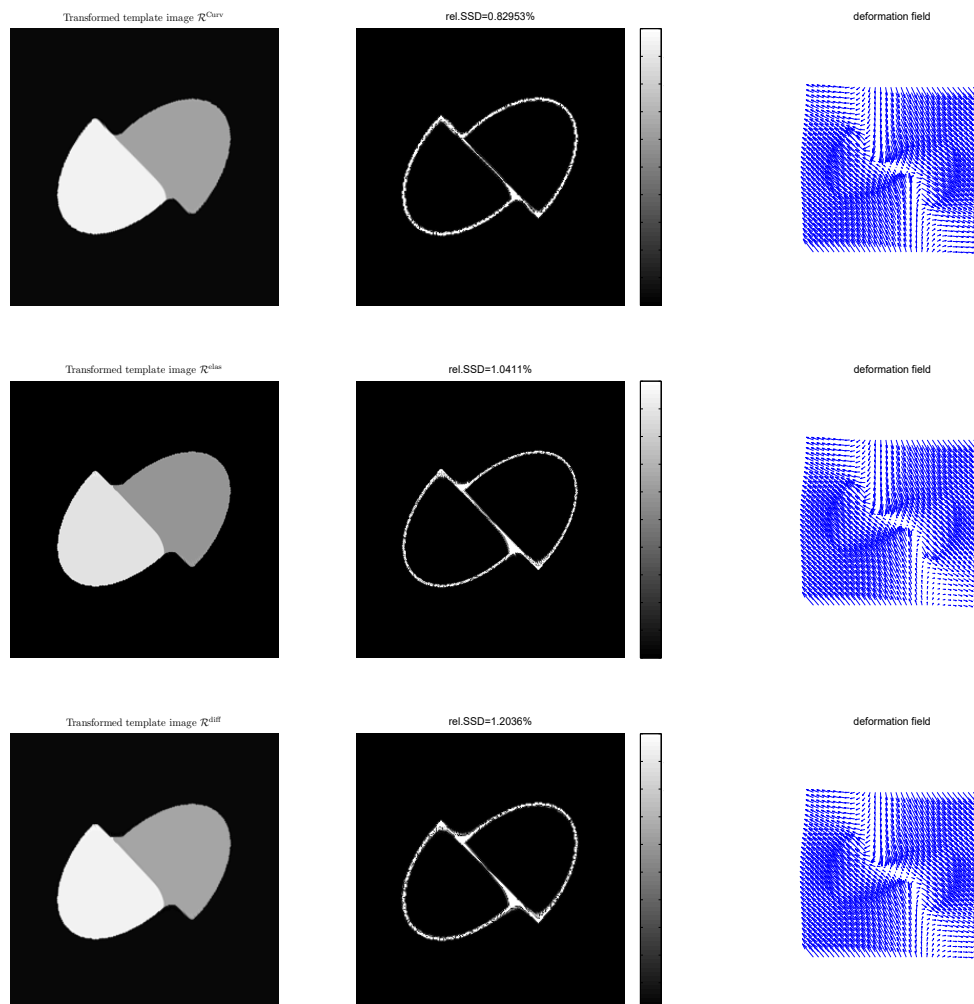 Transformed template image 𝓡^Curv
rel.SSD=0.82953%
deformation field
Transformed template image 𝓡^elas
rel.SSD=1.0411%
deformation field
Transformed template image 𝓡^diff
rel.SSD=1.2036%
deformation field